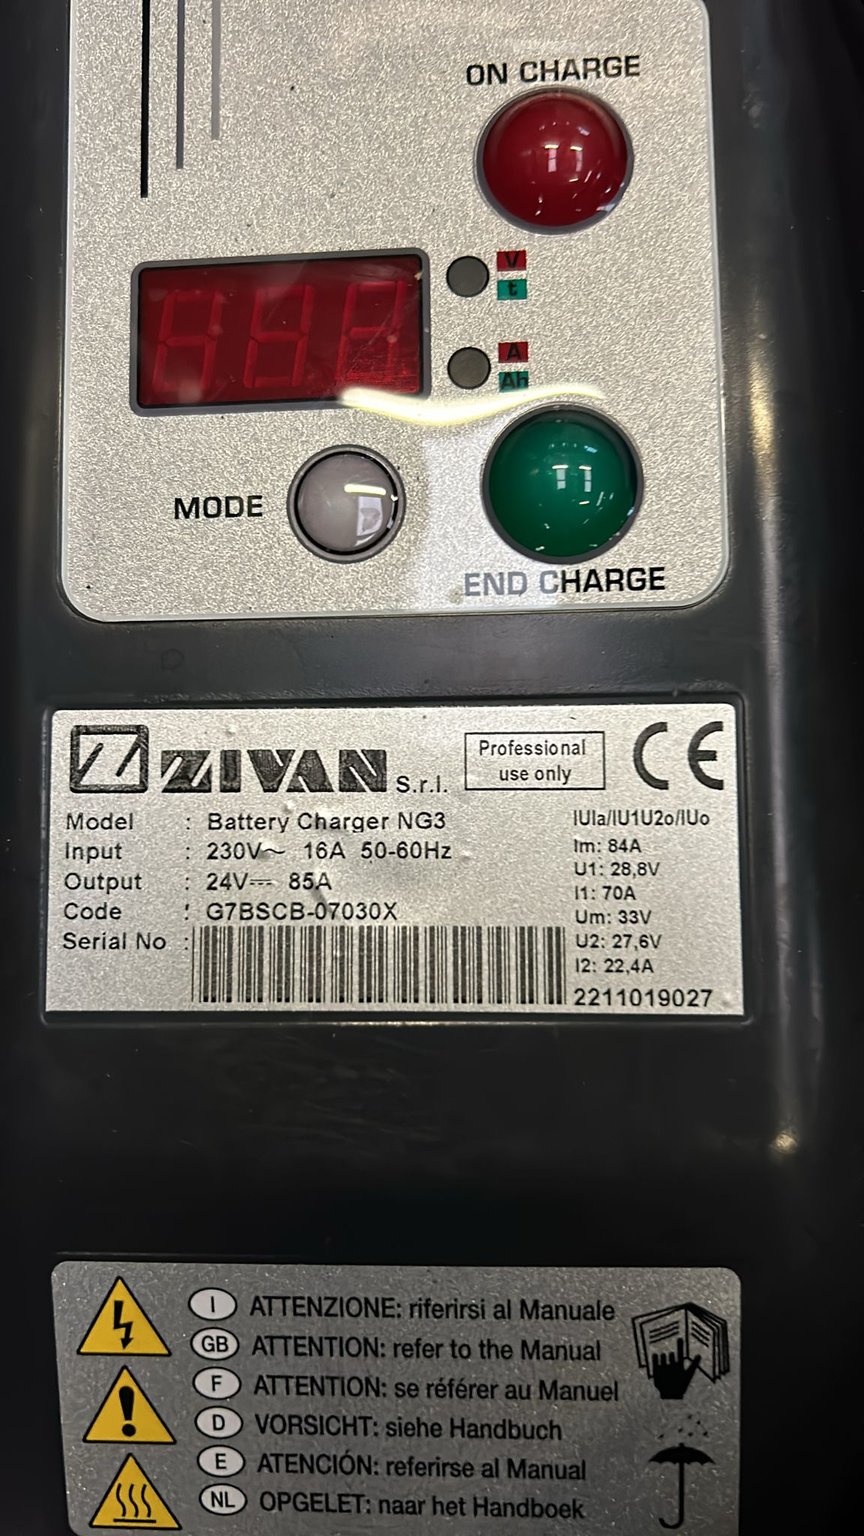 ON CHARGE
V
t
A
Ah
MODE
END CHARGE
ZIVAN S.r.l.
Professional
use only
CE
Model : Battery Charger NG3
Input : 230V~ 16A 50-60Hz
Output : 24V⎓ 85A
Code : G7BSCB-07030X
Serial No :
IUIa/IU1U2o/IUo
Im: 84A
U1: 28,8V
I1: 70A
Um: 33V
U2: 27,6V
I2: 22,4A
2211019027
I ATTENZIONE: riferirsi al Manuale
GB ATTENTION: refer to the Manual
F ATTENTION: se référer au Manuel
D VORSICHT: siehe Handbuch
E ATENCIÓN: referirse al Manual
NL OPGELET: naar het Handboek